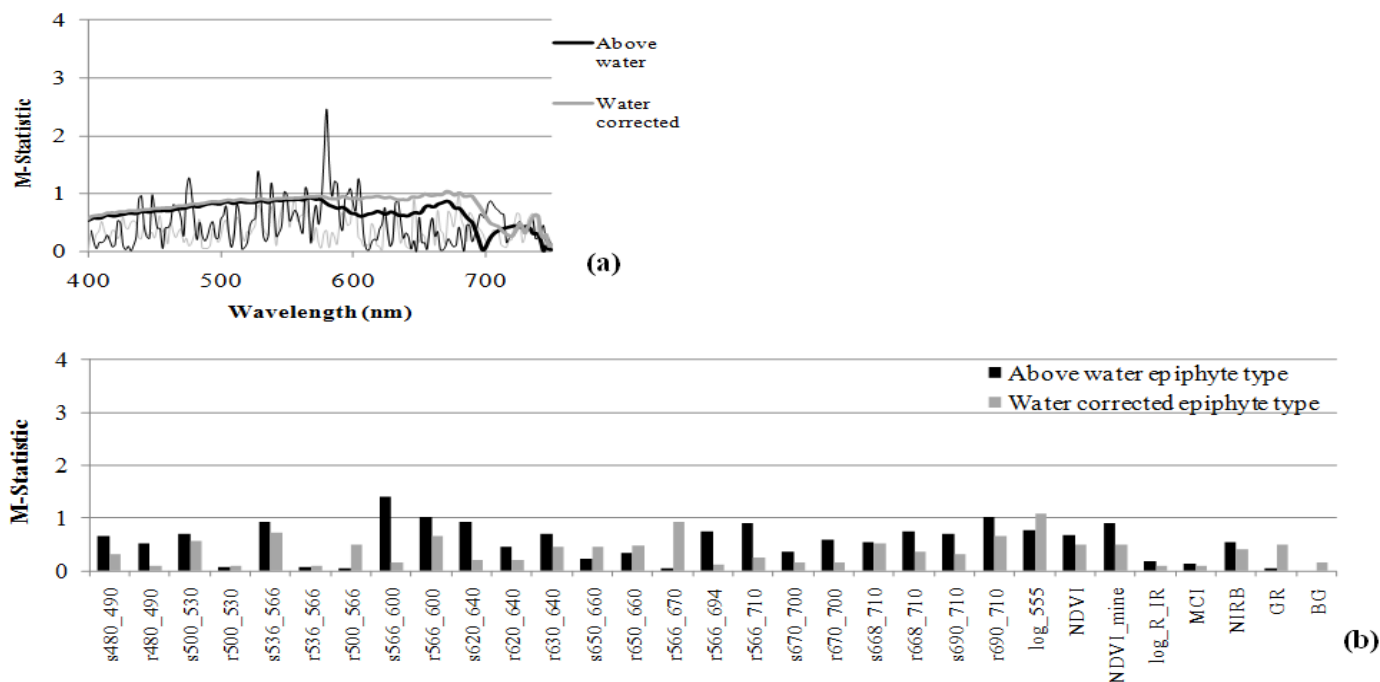 4
3
2
1
0
M-Statistic
400
500
600
700
Wavelength (nm)
Above
water
Water
corrected
(a)
4
3
2
1
0
M-Statistic
Above water epiphyte type
Water corrected epiphyte type
s480_490
r480_490
s500_530
r500_530
s536_566
r536_566
r500_566
s566_600
r566_600
s620_640
r620_640
r630_640
s650_660
r650_660
r566_670
r566_694
r566_710
s670_700
r670_700
s668_710
r668_710
s690_710
r690_710
log_555
NDVI
NDVI_mine
log_R_IR
MCI
NIRB
GR
BG
(b)